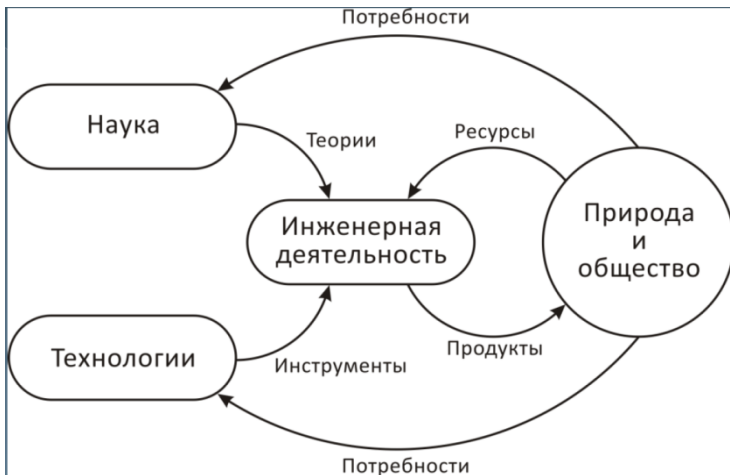 Потребности
Наука
Теории
Ресурсы
Инженерная
деятельность
Природа
и
общество
Технологии
Инструменты
Продукты
Потребности